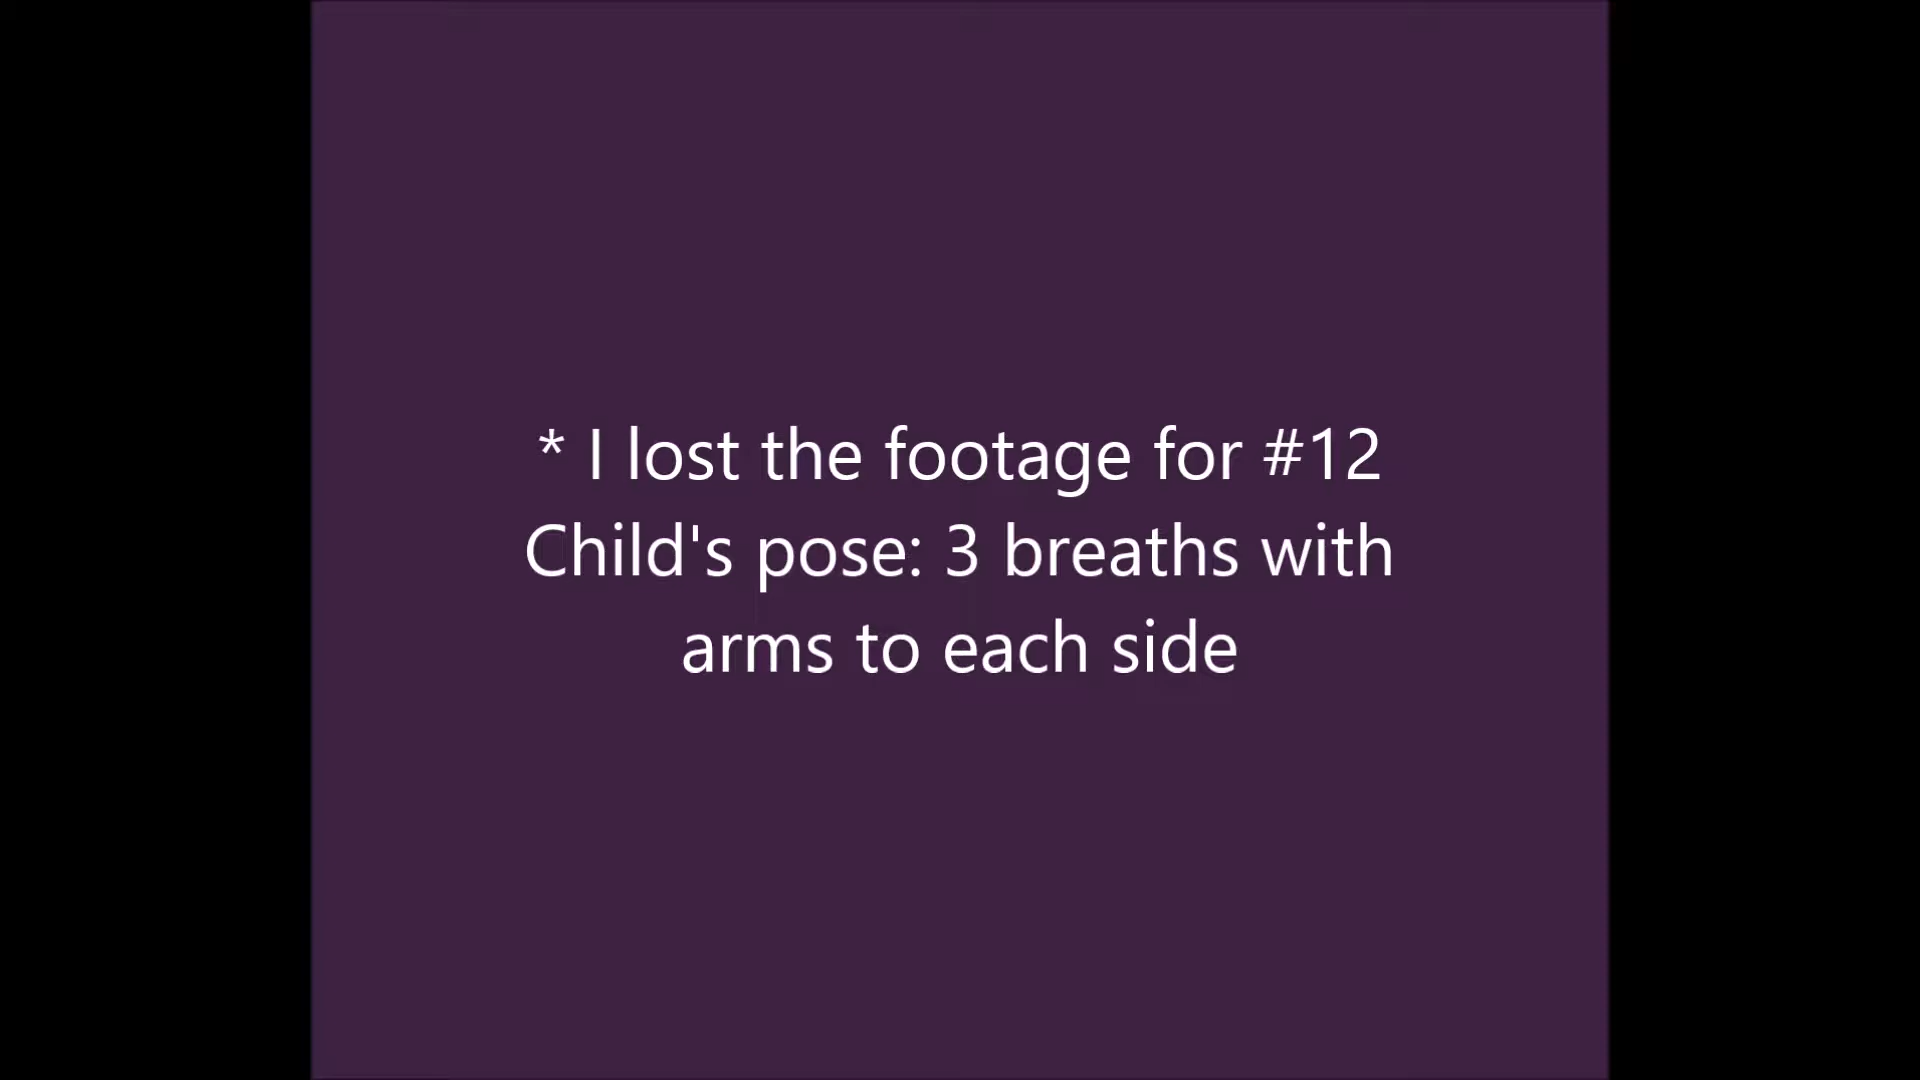 * I lost the footage for #12
Child's pose: 3 breaths with
arms to each side